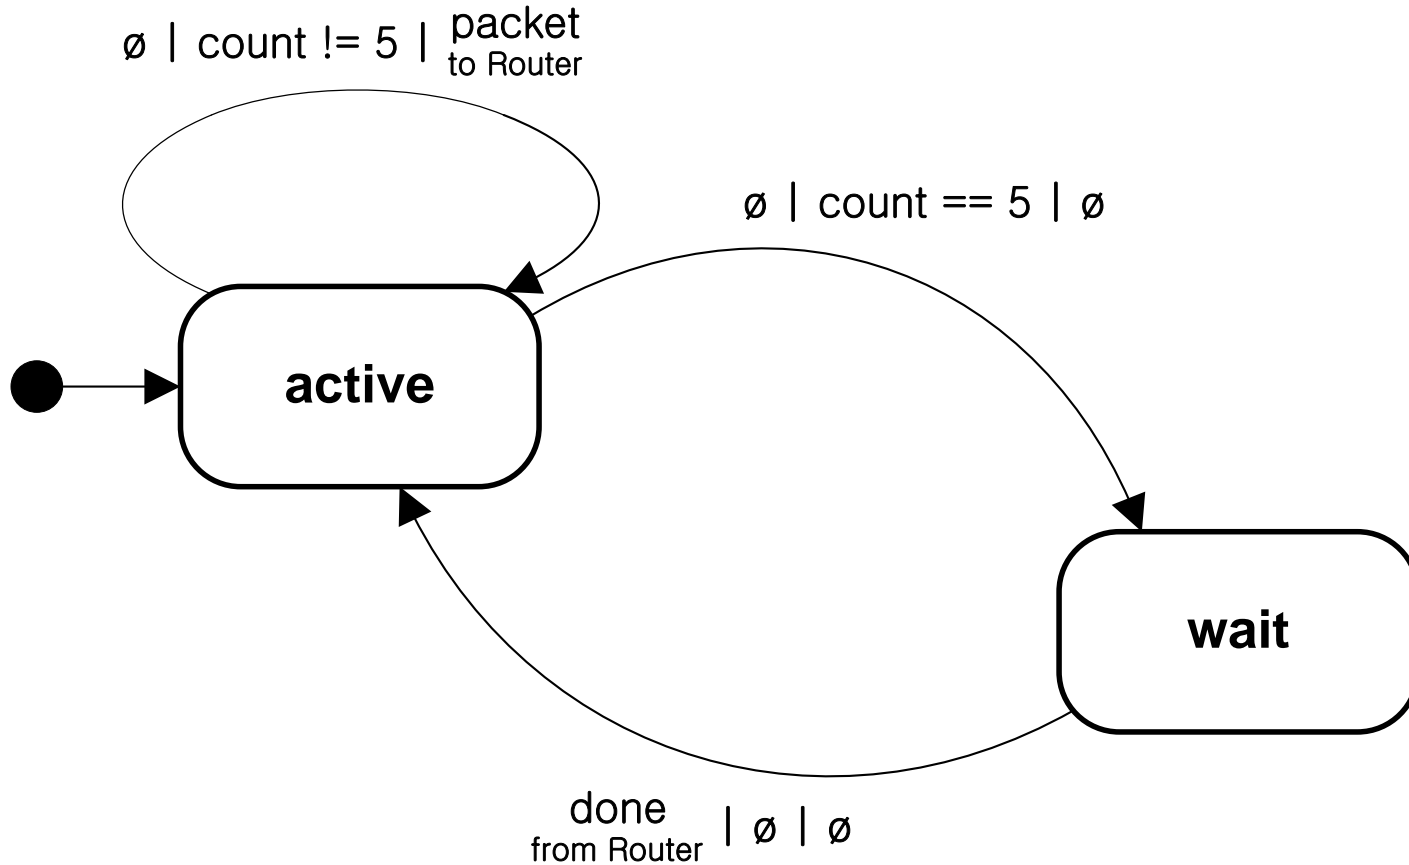 ø | count != 5 | packet
to Router
ø | count == 5 | ø
active
wait
done | ø | ø
from Router